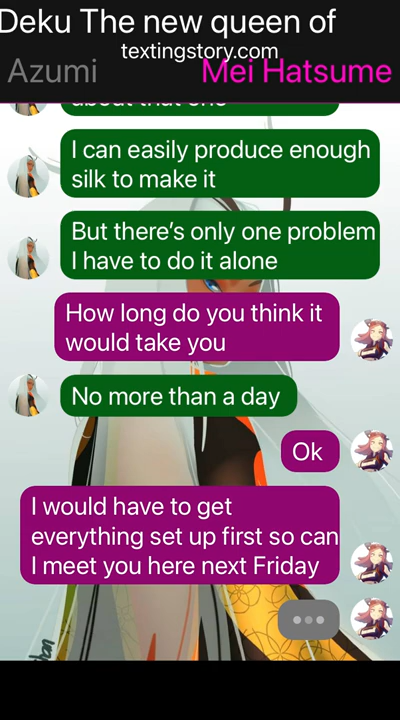 Deku The new queen of
textingstory.com
Azumi
Mei Hatsume
about that one
I can easily produce enough
silk to make it
But there's only one problem
I have to do it alone
How long do you think it
would take you
No more than a day
Ok
I would have to get
everything set up first so can
I meet you here next Friday